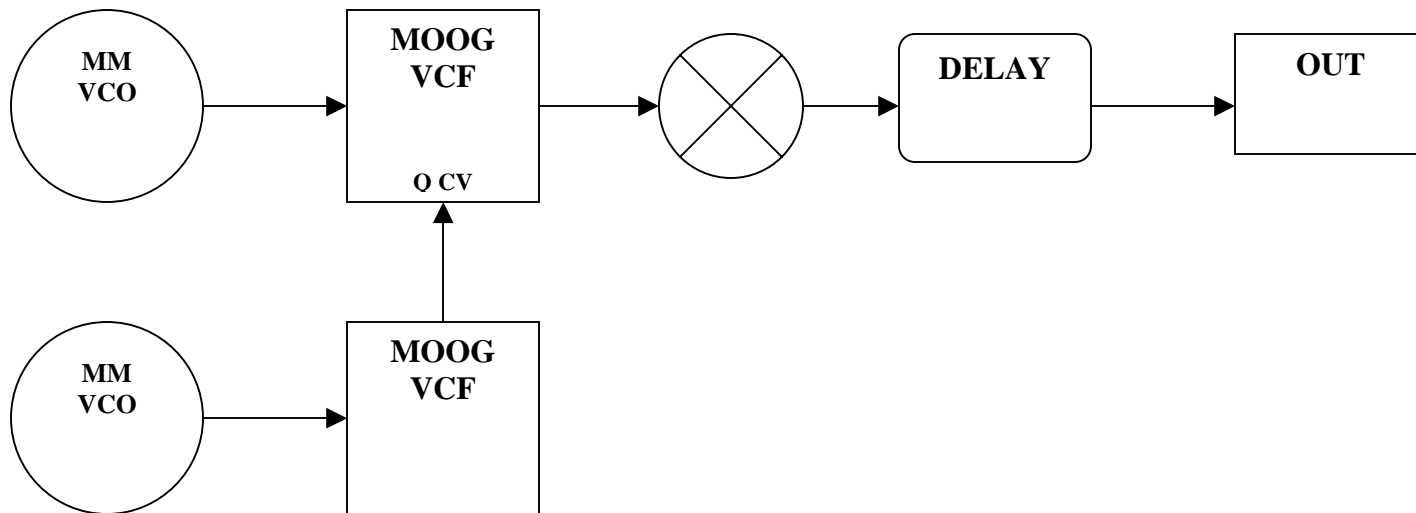 MM
VCO
MOOG
VCF
Q CV
DELAY
OUT
MM
VCO
MOOG
VCF